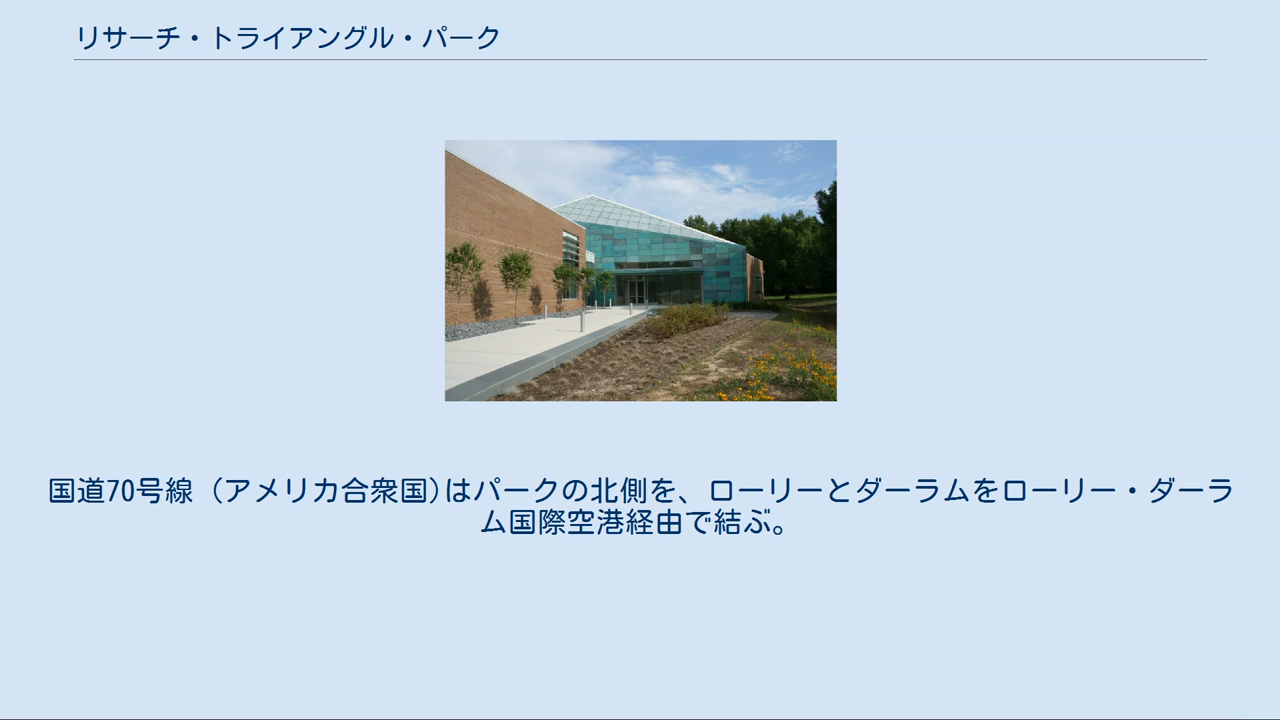 リサーチ・トライアングル・パーク
国道70号線 (アメリカ合衆国)はパークの北側を、ローリーとダーラムをローリー・ダーラ
ム国際空港経由で結ぶ。